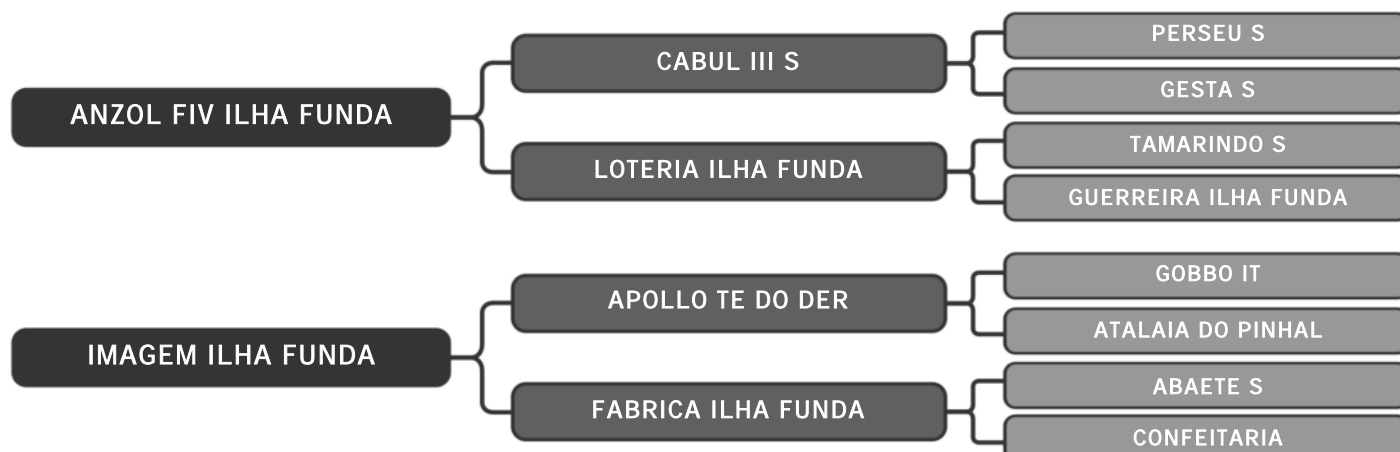 PERSEU S
CABUL III S
GESTA S
ANZOL FIV ILHA FUNDA
TAMARINDO S
LOTERIA ILHA FUNDA
GUERREIRA ILHA FUNDA
GOBBO IT
APOLLO TE DO DER
ATALAIA DO PINHAL
IMAGEM ILHA FUNDA
ABAETE S
FABRICA ILHA FUNDA
CONFEITARIA